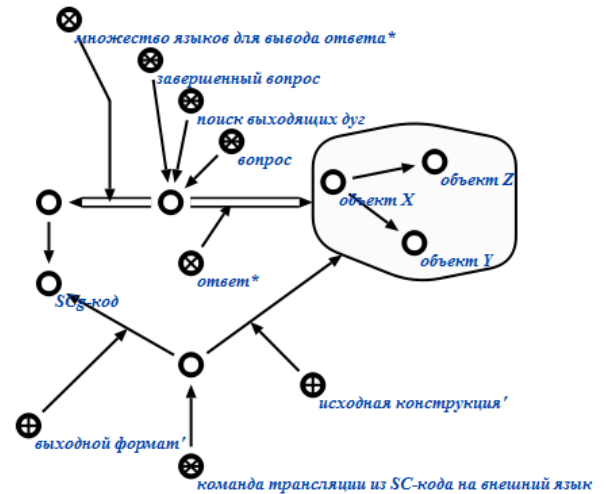 множество языков для вывода ответа*
завершенный вопрос
поиск выходящих дуг
вопрос
объект Z
объект X
объект Y
ответ*
SCg-код
исходная конструкция'
выходной формат'
команда трансляции из SC-кода на внешний язык